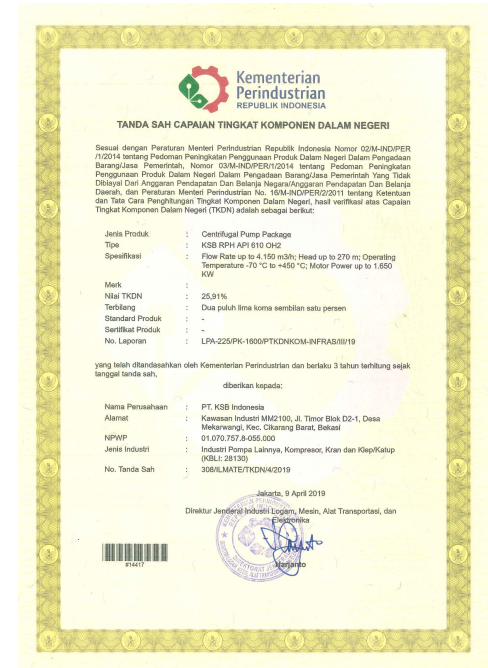 Kementerian
Perindustrian
REPUBLIK INDONESIA
TANDA SAH CAPAIAN TINGKAT KOMPONEN DALAM NEGERI
Sesuai dengan Peraturan Menteri Perindustrian Republik Indonesia Nomor 02/M-IND/PER
/1/2014 tentang Pedoman Peningkatan Penggunaan Produk Dalam Negeri Dalam Pengadaan
Barang/Jasa Pemerintah, Nomor 03/M-IND/PER/1/2014 tentang Pedoman Peningkatan
Penggunaan Produk Dalam Negeri Dalam Pengadaan Barang/Jasa Pemerintah Yang Tidak
Dibiayai Dari Anggaran Pendapatan Dan Belanja Negara/Anggaran Pendapatan Dan Belanja
Daerah, dan Peraturan Menteri Perindustrian No. 16/M-IND/PER/2/2011 tentang Ketentuan
dan Tata Cara Penghitungan Tingkat Komponen Dalam Negeri, hasil verifikasi atas Capaian
Tingkat Komponen Dalam Negeri (TKDN) adalah sebagai berikut:
Jenis Produk : Centrifugal Pump Package
Tipe : KSB RPH API 610 OH2
Spesifikasi : Flow Rate up to 4.150 m3/h; Head up to 270 m; Operating
Temperature -70 °C to +450 °C; Motor Power up to 1.650
KW
Merk :
Nilai TKDN : 25,91%
Terbilang : Dua puluh lima koma sembilan satu persen
Standard Produk : -
Sertifikat Produk : -
No. Laporan : LPA-225/PK-1600/PTKDNKOM-INFRAS/III/19
yang telah ditandasahkan oleh Kementerian Perindustrian dan berlaku 3 tahun terhitung sejak
tanggal tanda sah,
diberikan kepada:
Nama Perusahaan : PT. KSB Indonesia
Alamat : Kawasan Industri MM2100, Jl. Timor Blok D2-1, Desa
Mekarwangi, Kec. Cikarang Barat, Bekasi
NPWP : 01.070.757.8-055.000
Jenis Industri : Industri Pompa Lainnya, Kompresor, Kran dan Klep/Katup
(KBLI: 28130)
No. Tanda Sah : 308/ILMATE/TKDN/4/2019
Jakarta, 9 April 2019
Direktur Jenderal Industri Logam, Mesin, Alat Transportasi, dan
Elektronika
Harjanto
#14417